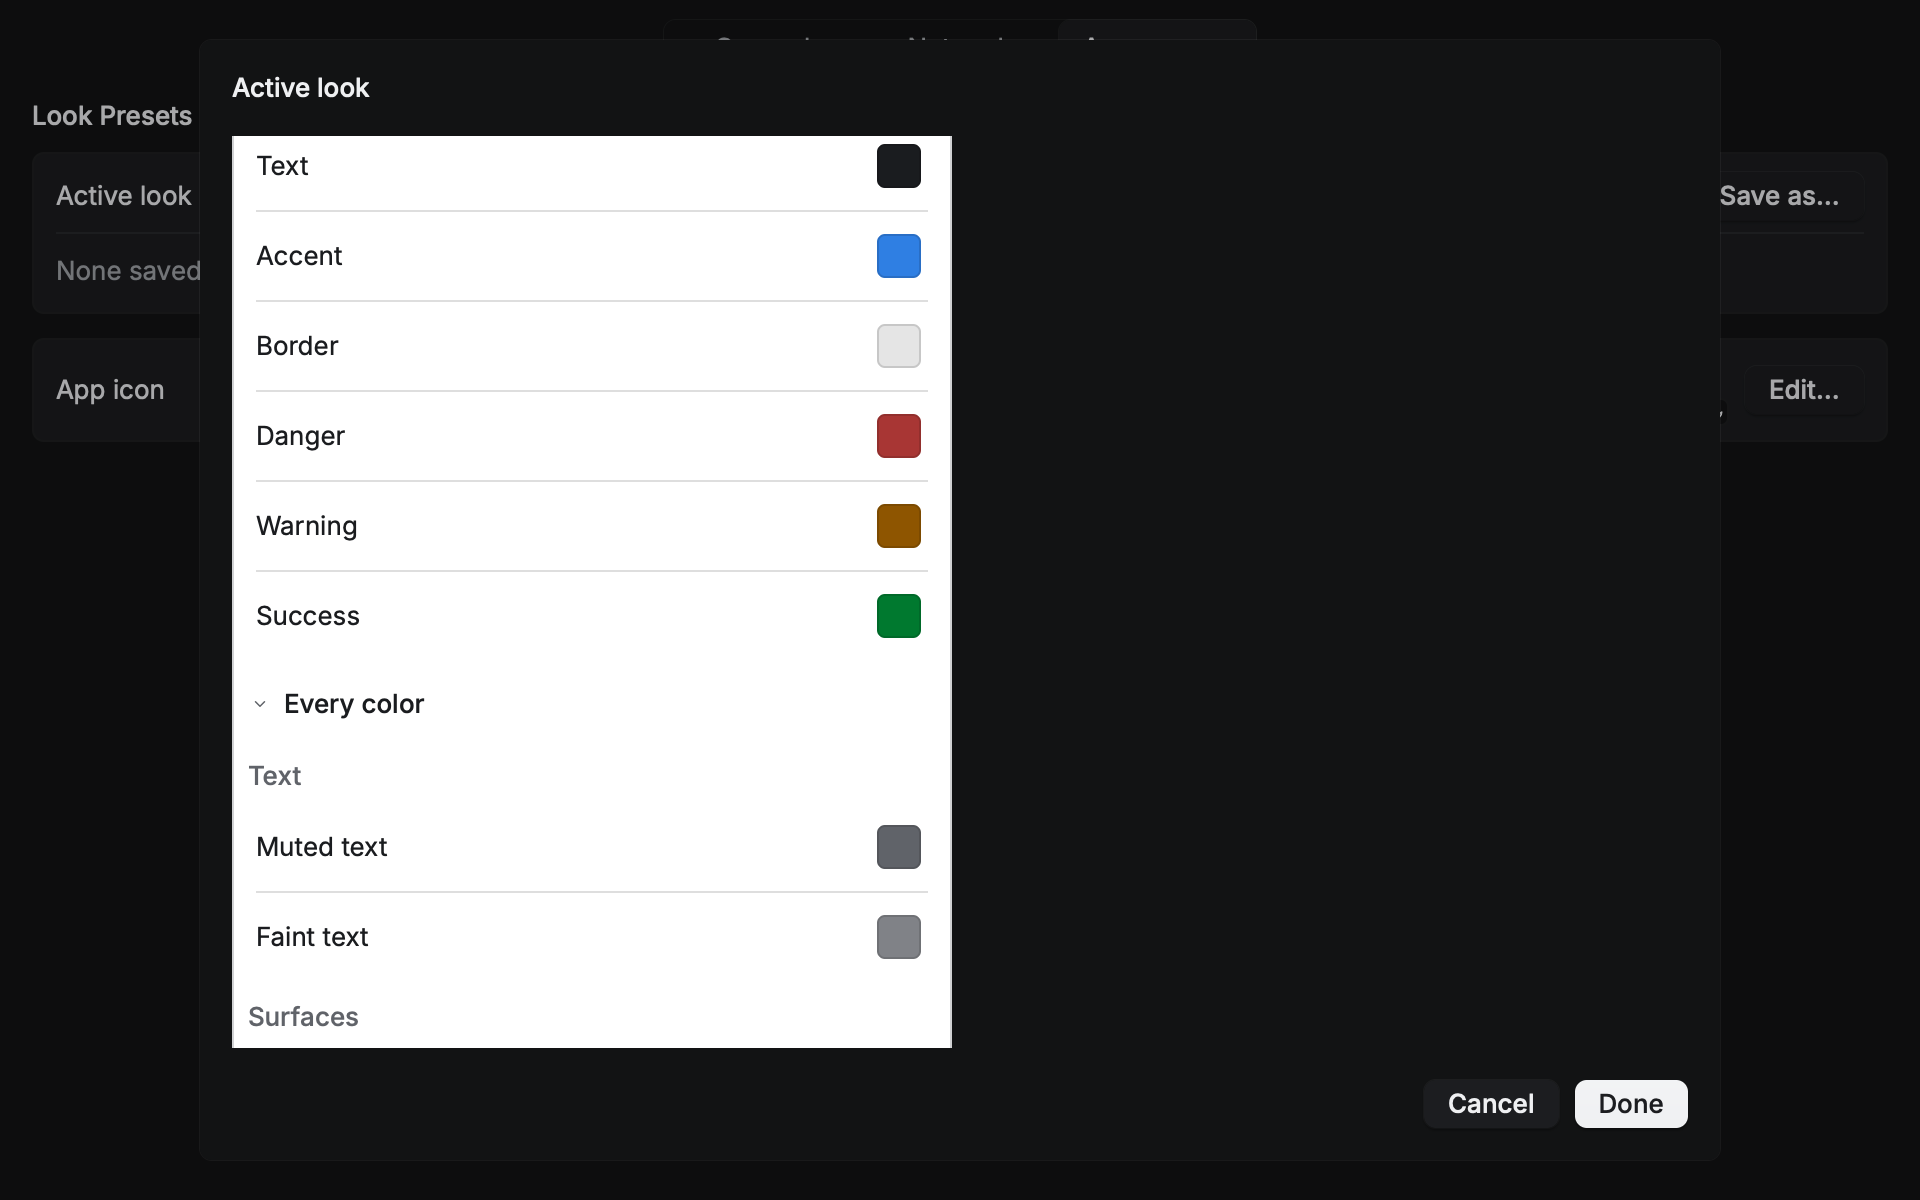 Active look
Look Presets
Text
Active look
Save as...
Accent
None saved
Border
App icon
Edit...
Danger
Warning
Success
Every color
Text
Muted text
Faint text
Surfaces
Cancel
Done